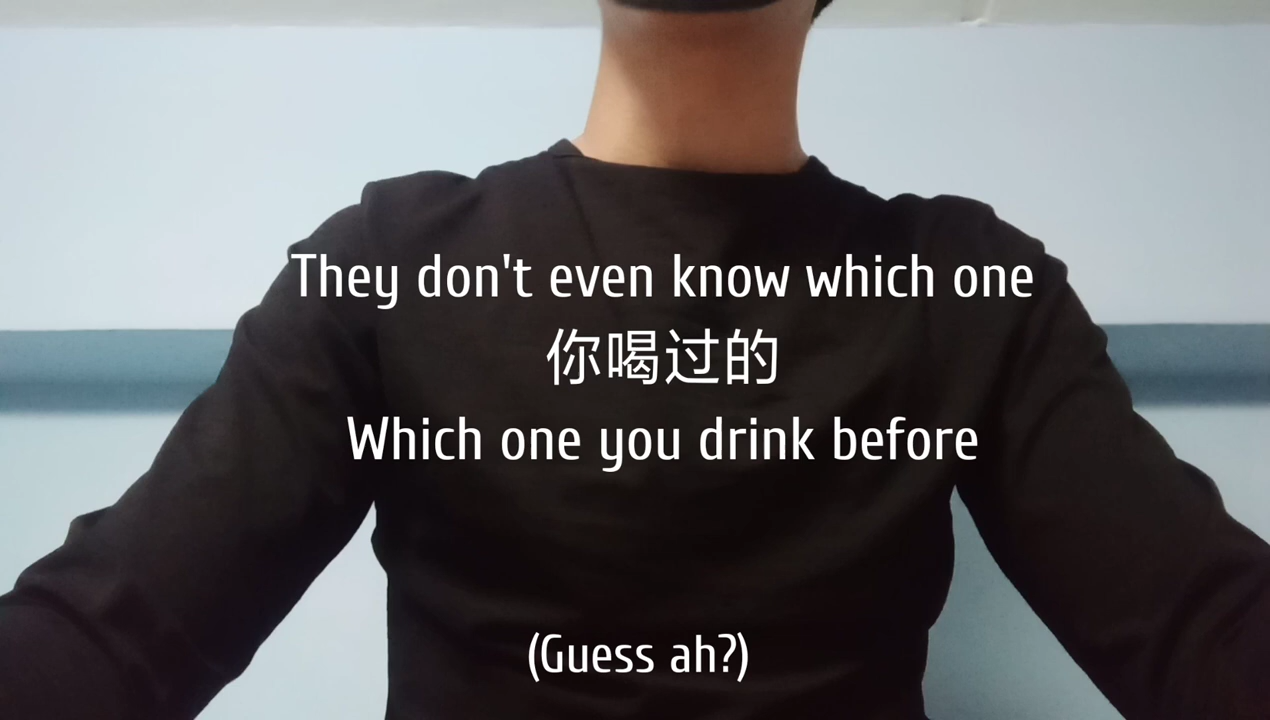 They don't even know which one
你喝过的
Which one you drink before
(Guess ah?)